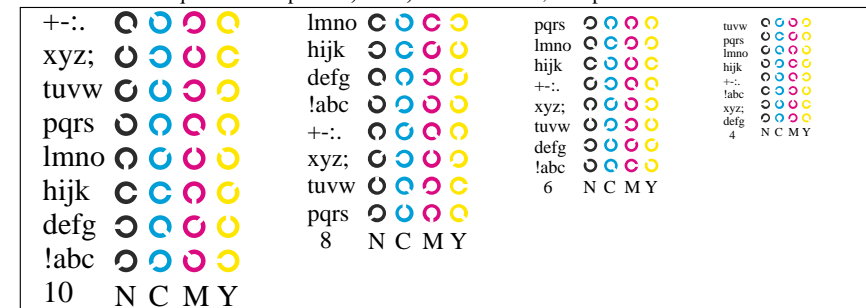 +-:.
xyz;
tuvw
pqrs
lmno
hijk
defg
!abc
10 N C M Y
lmno
hijk
defg
!abc
+-:.
xyz;
tuvw
pqrs
8 N C M Y
pqrs
lmno
hijk
+-:.
xyz;
tuvw
defg
!abc
6 N C M Y
tuvw
pqrs
lmno
hijk
+-:.
!abc
xyz;
defg
4 N C M Y